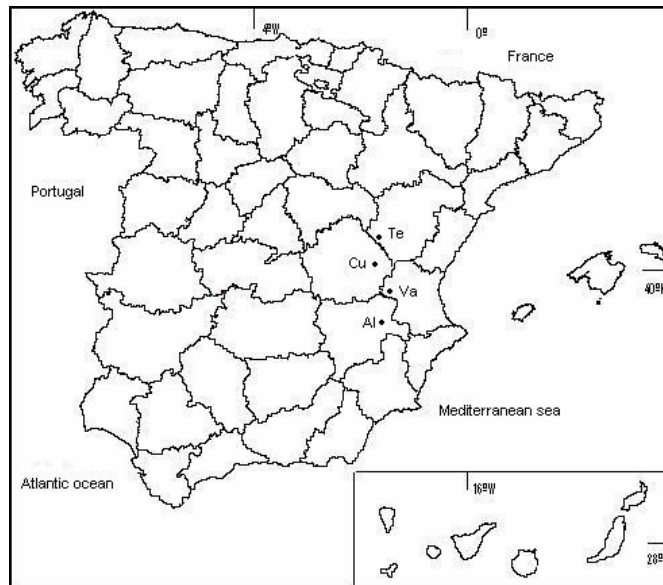 4ºW
0º
France
Portugal
Te
Cu
40ºN
Va
Al
Mediterranean sea
Atlantic ocean
16ºW
28º